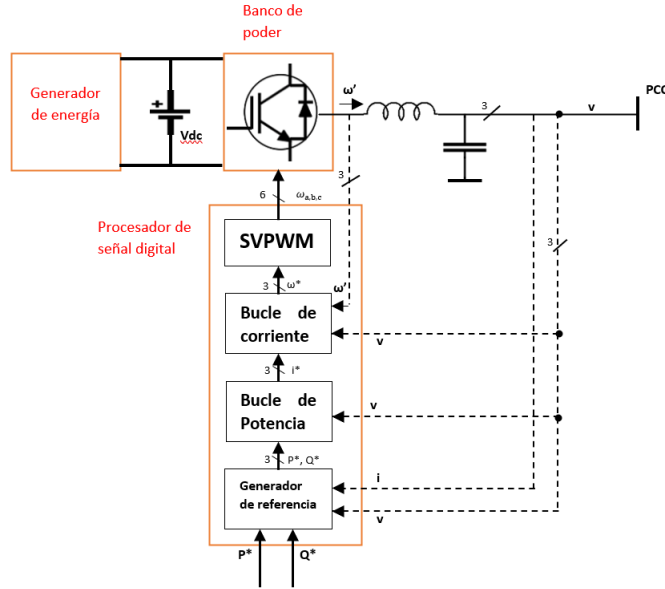 Banco de
poder
Generador
de energía
+
Vdc
ω'
3
v
PCC
3
6
ω a,b,c
Procesador de
señal digital
SVPWM
3
ω*
ω'
3
Bucle de
corriente
v
3
i*
Bucle de
Potencia
v
3
P*, Q*
Generador
de referencia
i
v
P*
Q*